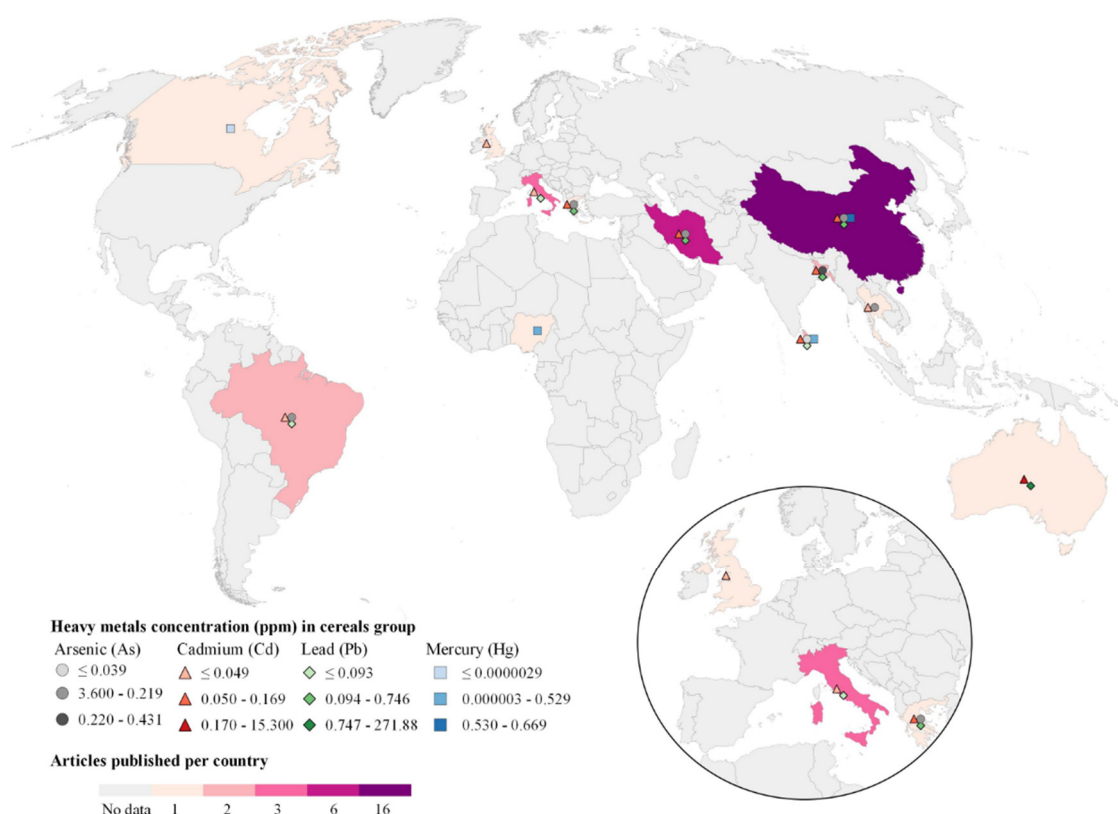 Heavy metals concentration (ppm) in cereals group
Arsenic (As) Cadmium (Cd) Lead (Pb) Mercury (Hg)
≤ 0.039 ≤ 0.049 ≤ 0.093 ≤ 0.0000029
3.600 - 0.219 0.050 - 0.169 0.094 - 0.746 0.000003 - 0.529
0.220 - 0.431 0.170 - 15.300 0.747 - 271.88 0.530 - 0.669
Articles published per country
No data 1 2 3 6 16